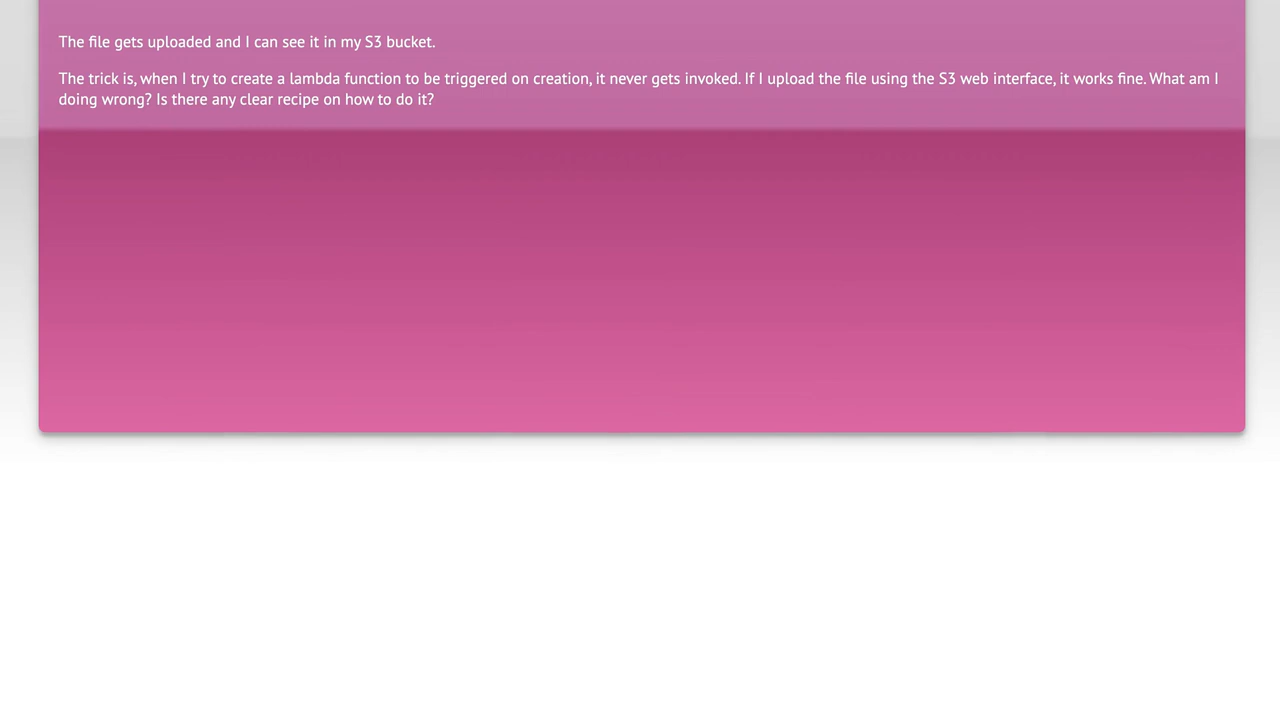 The file gets uploaded and I can see it in my S3 bucket.
The trick is, when I try to create a lambda function to be triggered on creation, it never gets invoked. If I upload the file using the S3 web interface, it works fine. What am I
doing wrong? Is there any clear recipe on how to do it?